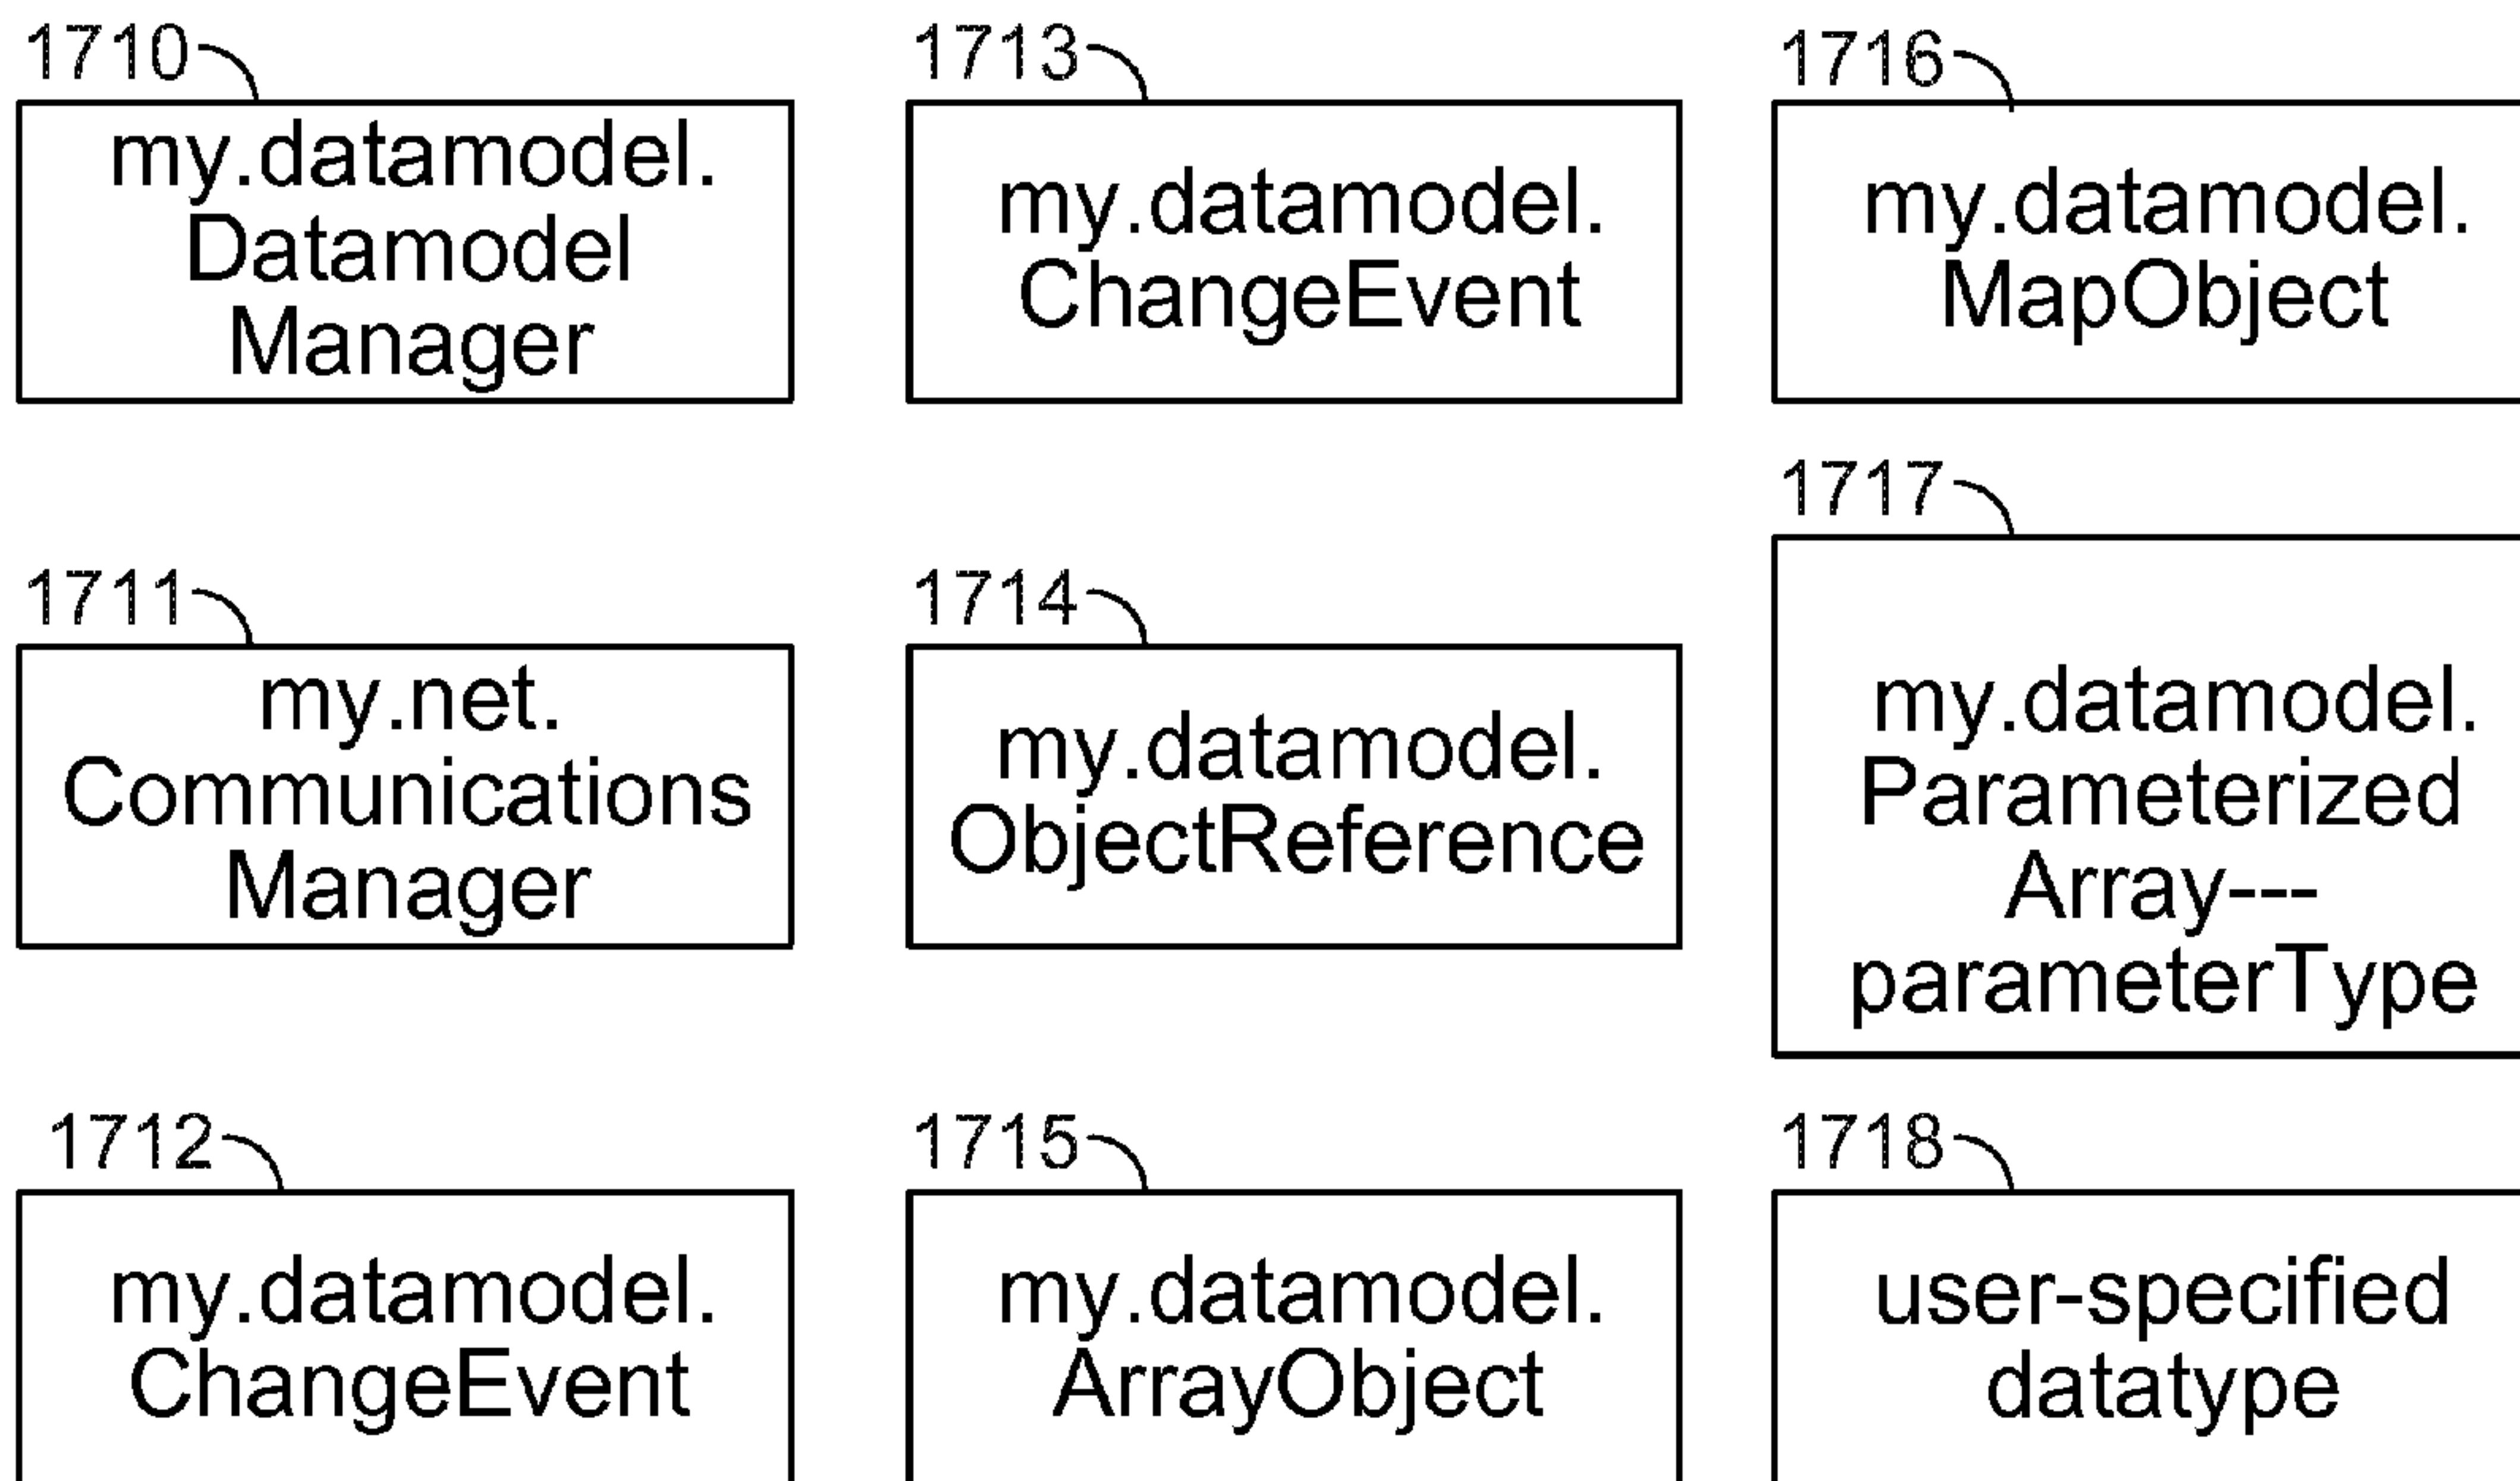 1710
my.datamodel.
Datamodel
Manager
1713
my.datamodel.
ChangeEvent
1716
my.datamodel.
MapObject
1711
my.net.
Communications
Manager
1714
my.datamodel.
ObjectReference
1717
my.datamodel.
Parameterized
Array---
parameterType
1712
my.datamodel.
ChangeEvent
1715
my.datamodel.
ArrayObject
1718
user-specified
datatype